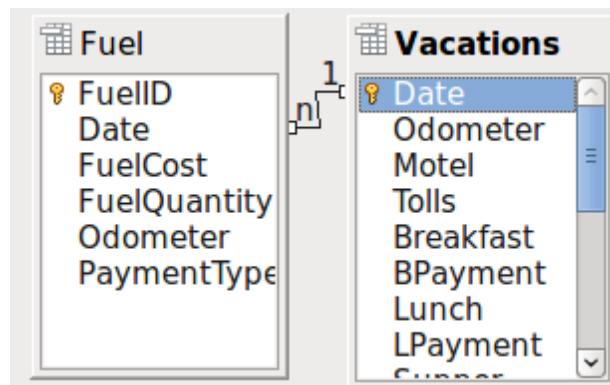 Fuel
FuelID
Date
FuelCost
FuelQuantity
Odometer
PaymentType
n
1
Vacations
Date
Odometer
Motel
Tolls
Breakfast
BPayment
Lunch
LPayment